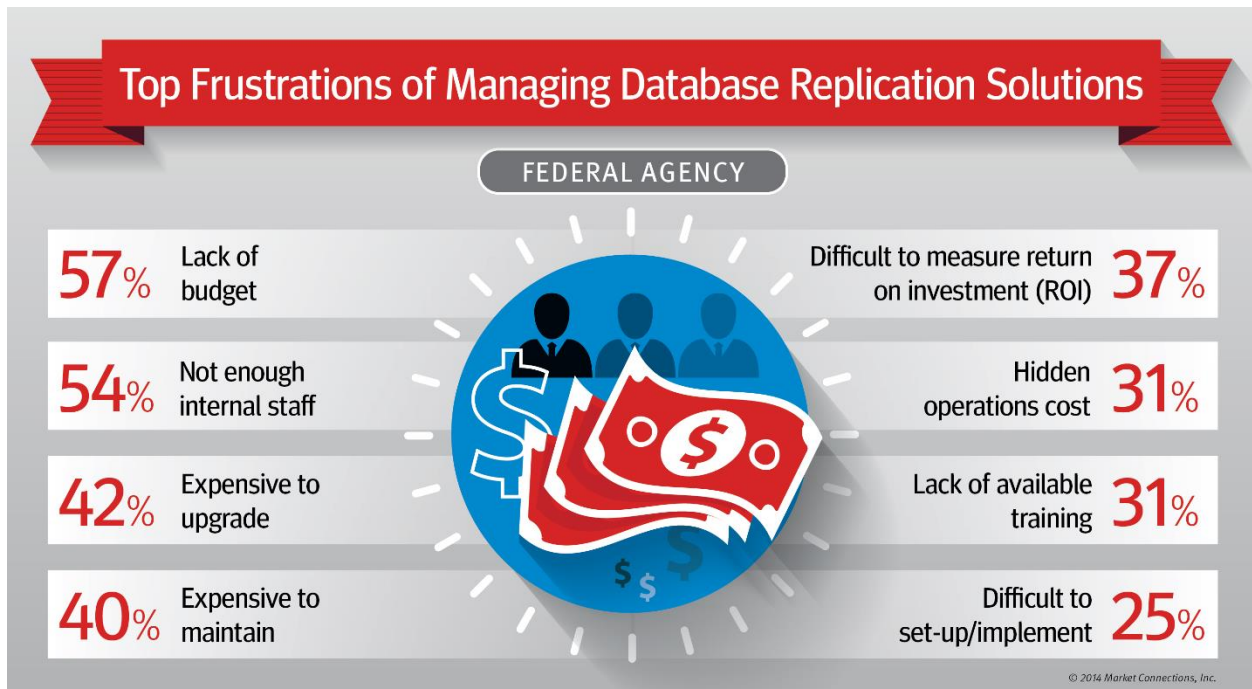 Top Frustrations of Managing Database Replication Solutions
FEDERAL AGENCY
57% Lack of
budget
54% Not enough
internal staff
42% Expensive to
upgrade
40% Expensive to
maintain
Difficult to measure return
on investment (ROI) 37%
Hidden
operations cost 31%
Lack of available
training 31%
Difficult to
set-up/implement 25%
$
$
$
$
$
© 2014 Market Connections, Inc.